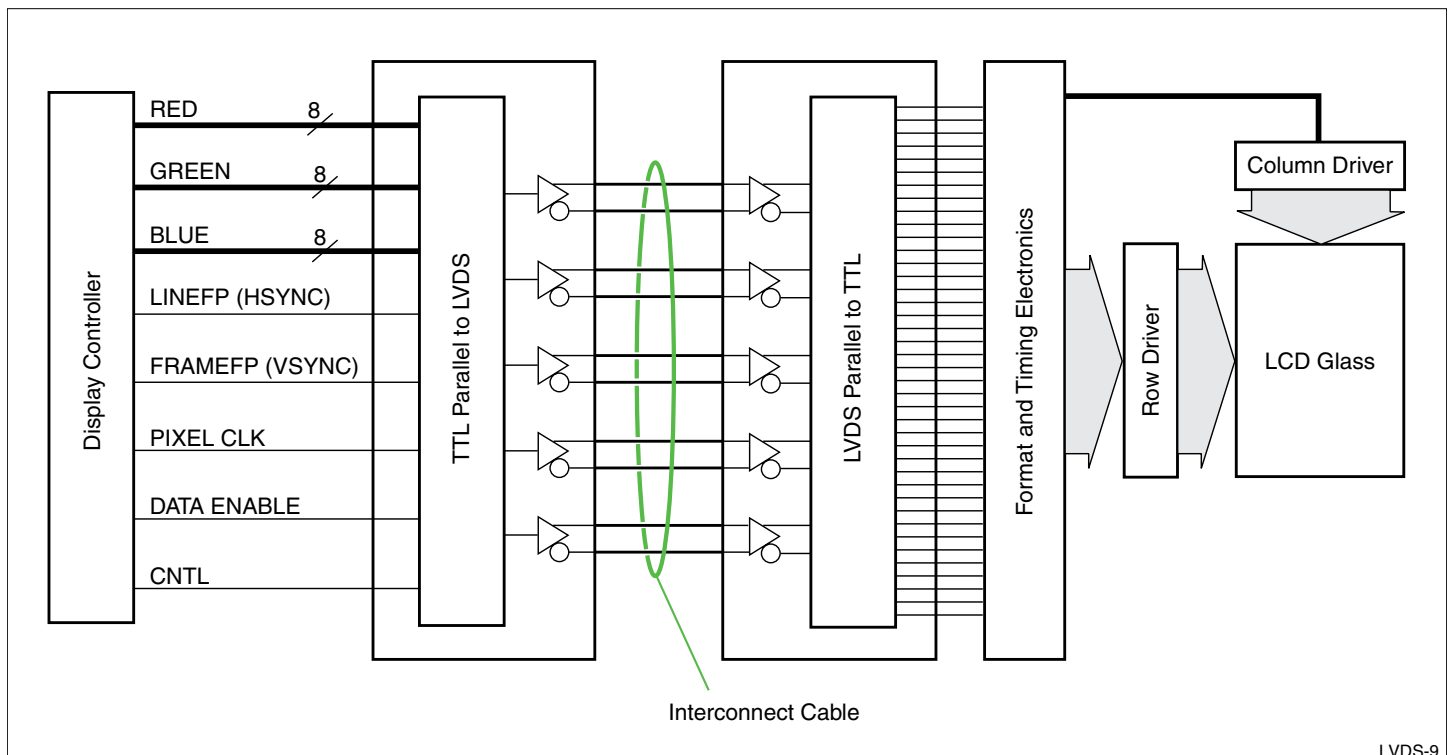 RED 8
GREEN 8
BLUE 8
LINEFP (HSYNC)
FRAMEFP (VSYNC)
PIXEL CLK
DATA ENABLE
CNTL
Display Controller
TTL Parallel to LVDS
LVDS Parallel to TTL
Format and Timing Electronics
Column Driver
Row Driver
LCD Glass
Interconnect Cable
LVDS-9